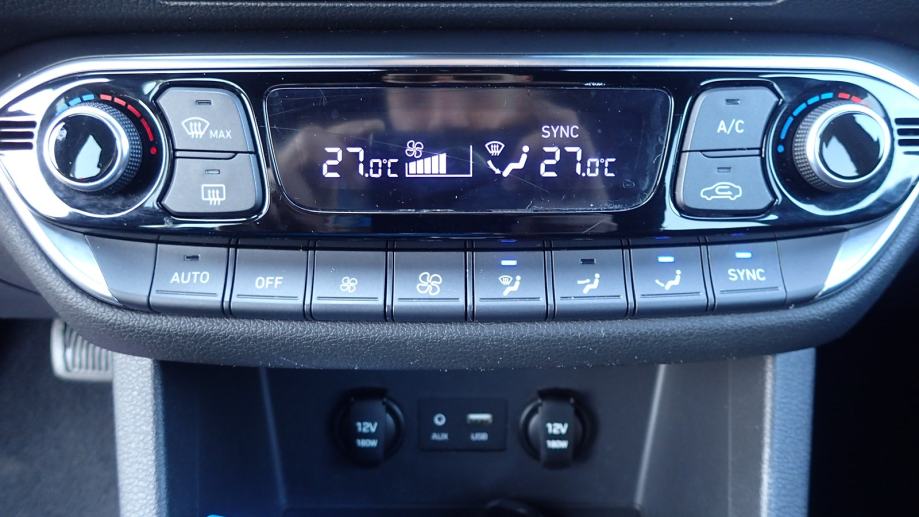 MAX
SYNC
27.0°C 27.0°C
A/C
AUTO OFF SYNC
12V
180W
AUX USB
12V
180W